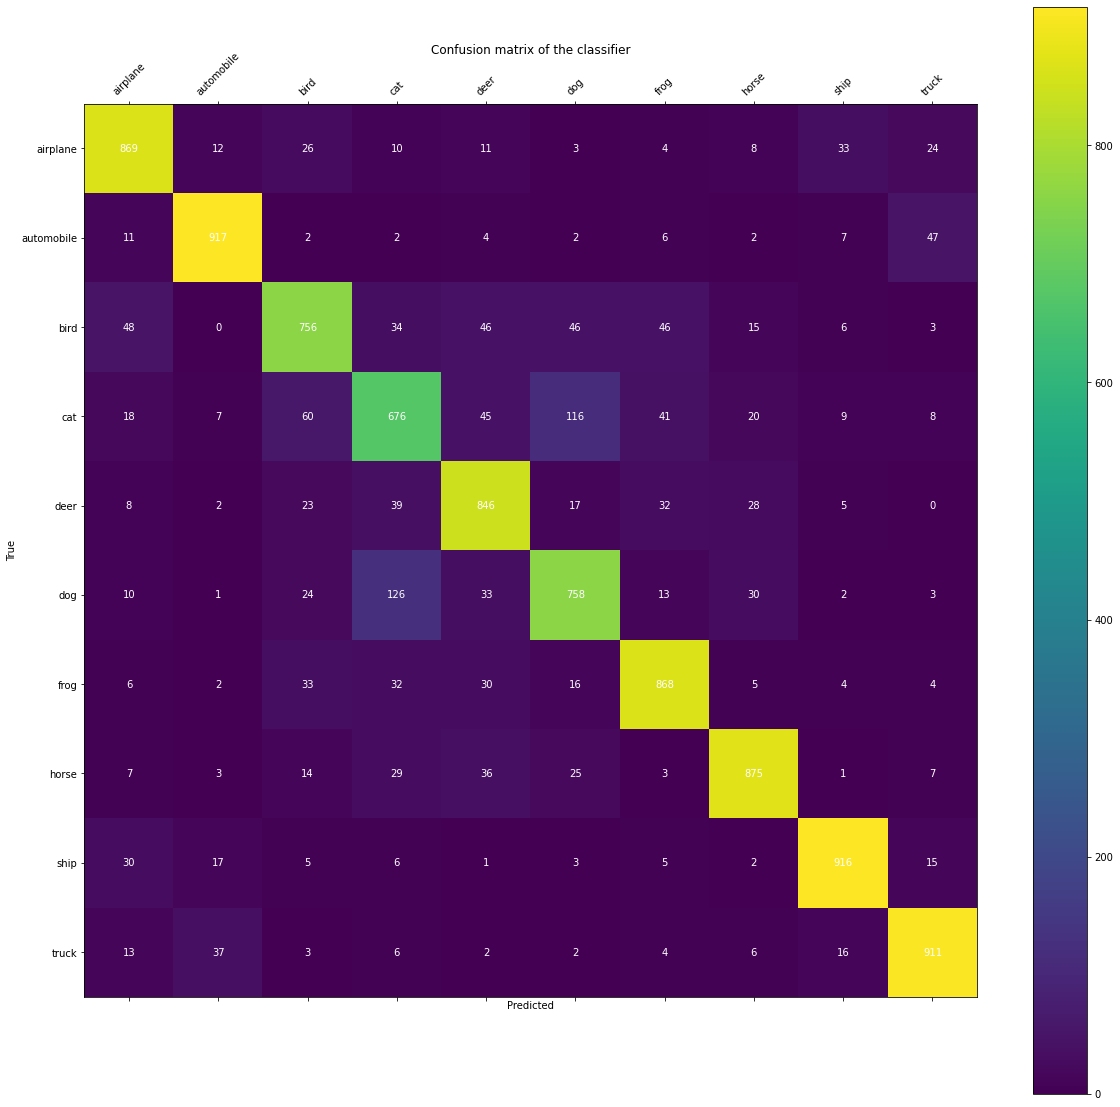 Confusion matrix of the classifier
airplane automobile bird cat deer dog frog horse ship truck
airplane 869 12 26 10 11 3 4 8 33 24
automobile 11 917 2 2 4 2 6 2 7 47
bird 48 0 756 34 46 46 46 15 6 3
cat 18 7 60 676 45 116 41 20 9 8
deer 8 2 23 39 846 17 32 28 5 0
dog 10 1 24 126 33 758 13 30 2 3
frog 6 2 33 32 30 16 868 5 4 4
horse 7 3 14 29 36 25 3 875 1 7
ship 30 17 5 6 1 3 5 2 916 15
truck 13 37 3 6 2 2 4 6 16 911
True
Predicted
800
600
400
200
0